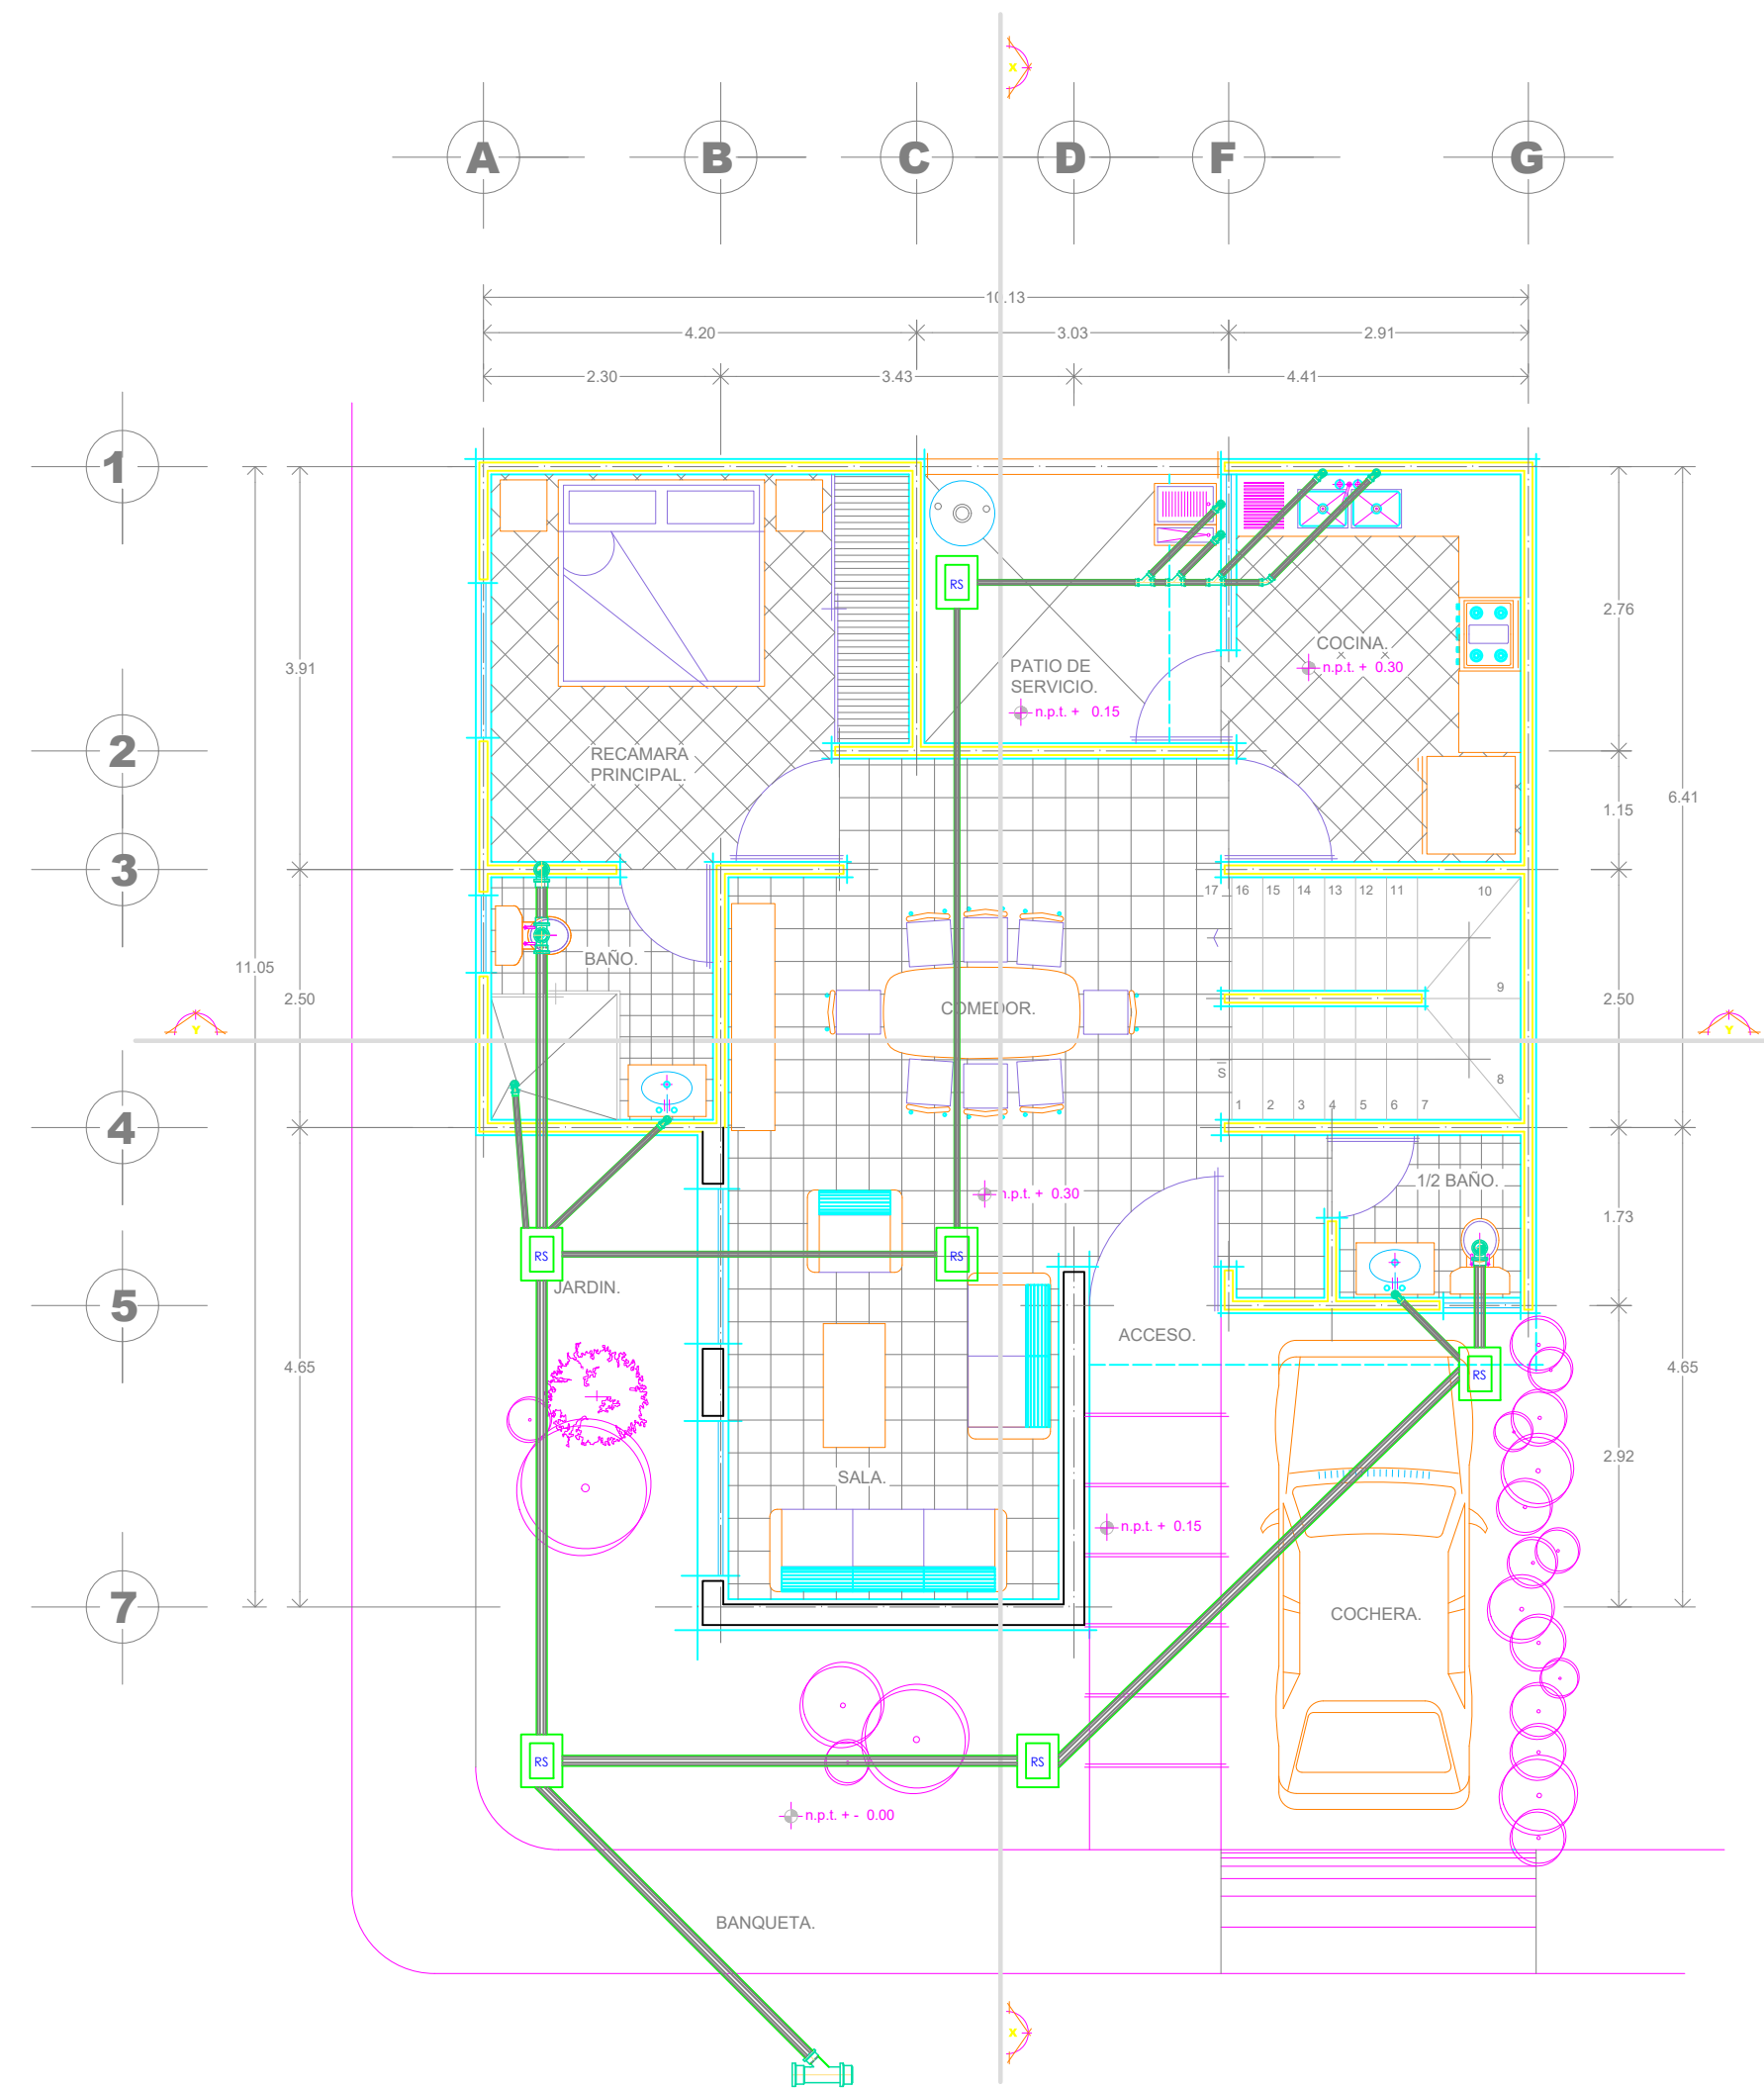 X
A
B
C
D
F
G
10.13
4.20
3.03
2.91
2.30
3.43
4.41
1
2
3
4
5
7
3.91
2.50
11.05
4.65
2.76
1.15
6.41
2.50
1.73
4.65
2.92
RS
COCINA.
n.p.t. + 0.30
PATIO DE
SERVICIO.
n.p.t. + 0.15
RECAMARA
PRINCIPAL.
17 16 15 14 13 12 11 10
BAÑO.
9
COMEDOR.
Y
Y
S
8
1 2 3 4 5 6 7
1/2 BAÑO.
n.p.t. + 0.30
RS
RS
JARDIN.
ACCESO.
RS
SALA.
n.p.t. + 0.15
COCHERA.
RS
RS
n.p.t. + - 0.00
BANQUETA.
X